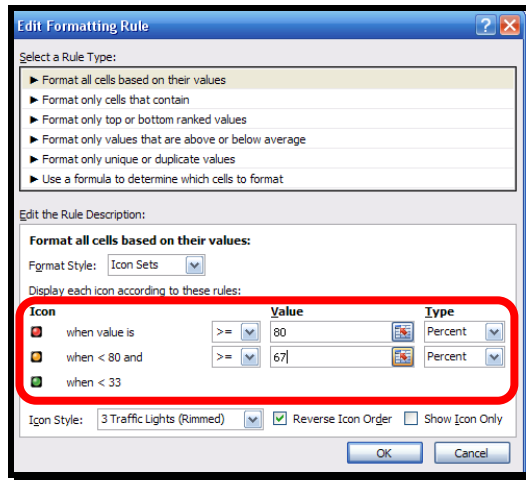 Edit Formatting Rule
Select a Rule Type:
► Format all cells based on their values
► Format only cells that contain
► Format only top or bottom ranked values
► Format only values that are above or below average
► Format only unique or duplicate values
► Use a formula to determine which cells to format
Edit the Rule Description:
Format all cells based on their values:
Format Style: Icon Sets
Display each icon according to these rules:
Icon Value Type
when value is >= 80 Percent
when < 80 and >= 67 Percent
when < 33
Icon Style: 3 Traffic Lights (Rimmed) Reverse Icon Order Show Icon Only
OK Cancel